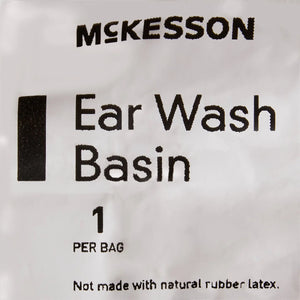 McKESSON
Ear Wash
Basin
1
PER BAG
Not made with natural rubber latex.